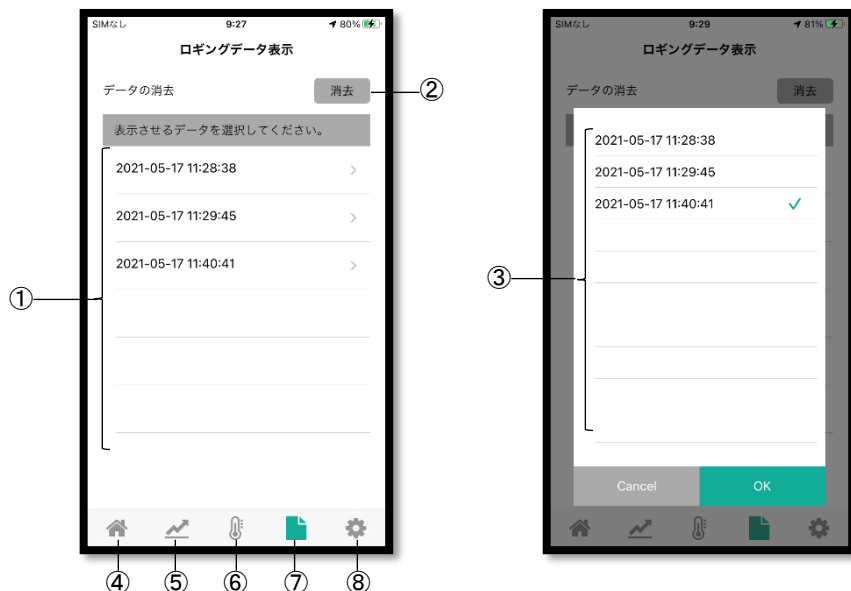 SIMなし 9:27 80%
ロギングデータ表示
データの消去 消去 ②
表示させるデータを選択してください。
2021-05-17 11:28:38
2021-05-17 11:29:45
2021-05-17 11:40:41
①
④ ⑤ ⑥ ⑦ ⑧
SIMなし 9:29 81%
ロギングデータ表示
データの消去 消去
2021-05-17 11:28:38
2021-05-17 11:29:45
2021-05-17 11:40:41
③
Cancel OK